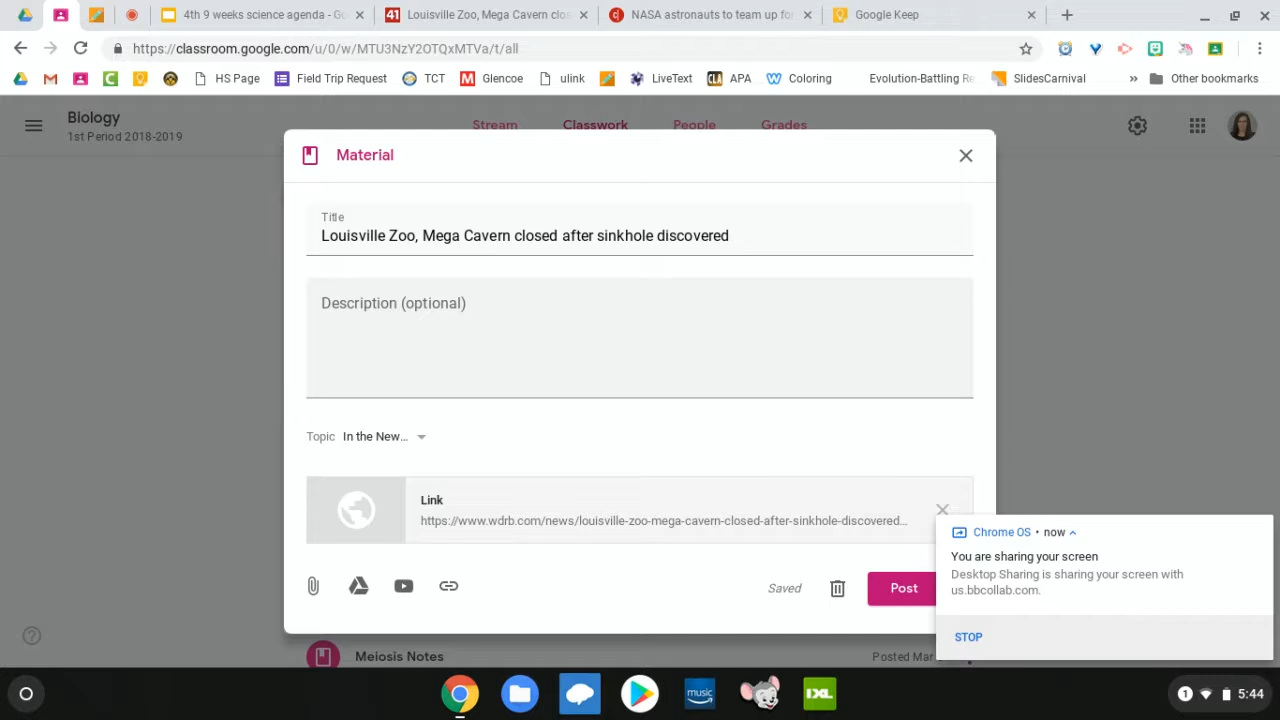 4th 9 weeks science agenda - Go
41 Louisville Zoo, Mega Cavern clos
NASA astronauts to team up for
Google Keep
https://classroom.google.com/u/0/w/MTU3NzY2OTQxMTVa/t/all
HS Page Field Trip Request TCT Glencoe ulink LiveText CLA APA Coloring Evolution-Battling Re SlidesCarnival » Other bookmarks
Biology
1st Period 2018-2019
Stream Classwork People Grades
Material
Title
Louisville Zoo, Mega Cavern closed after sinkhole discovered
Description (optional)
Topic In the New...
Link
https://www.wdrb.com/news/louisville-zoo-mega-cavern-closed-after-sinkhole-discovered...
Chrome OS • now
You are sharing your screen
Desktop Sharing is sharing your screen with
us.bbcollab.com.
STOP
Saved
Post
Meiosis Notes
Posted Mar
music
IXL
1
5:44